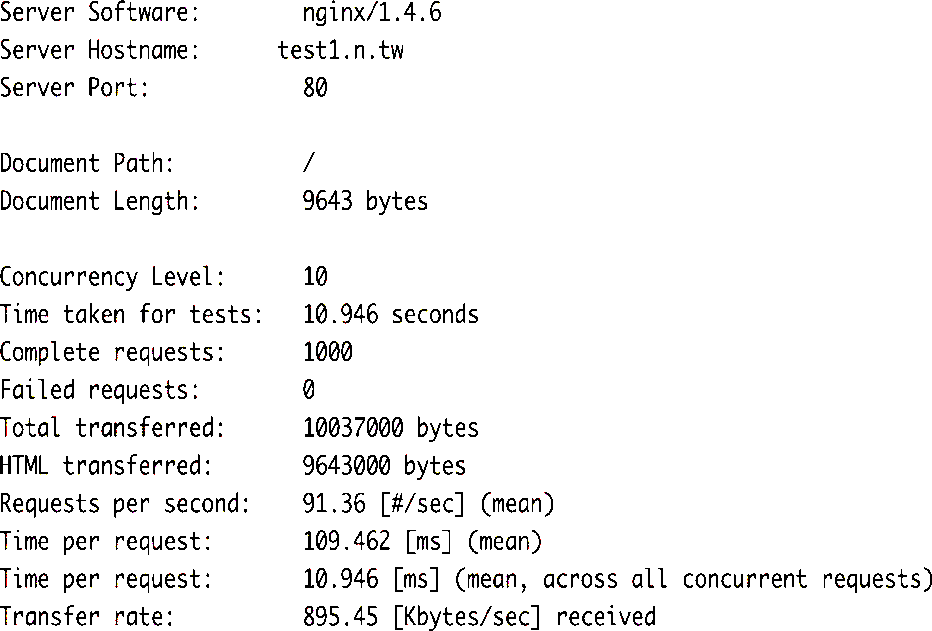 Server Software: nginx/1.4.6
Server Hostname: test1.n.tw
Server Port: 80
Document Path: /
Document Length: 9643 bytes
Concurrency Level: 10
Time taken for tests: 10.946 seconds
Complete requests: 1000
Failed requests: 0
Total transferred: 10037000 bytes
HTML transferred: 9643000 bytes
Requests per second: 91.36 [#/sec] (mean)
Time per request: 109.462 [ms] (mean)
Time per request: 10.946 [ms] (mean, across all concurrent requests)
Transfer rate: 895.45 [Kbytes/sec] received